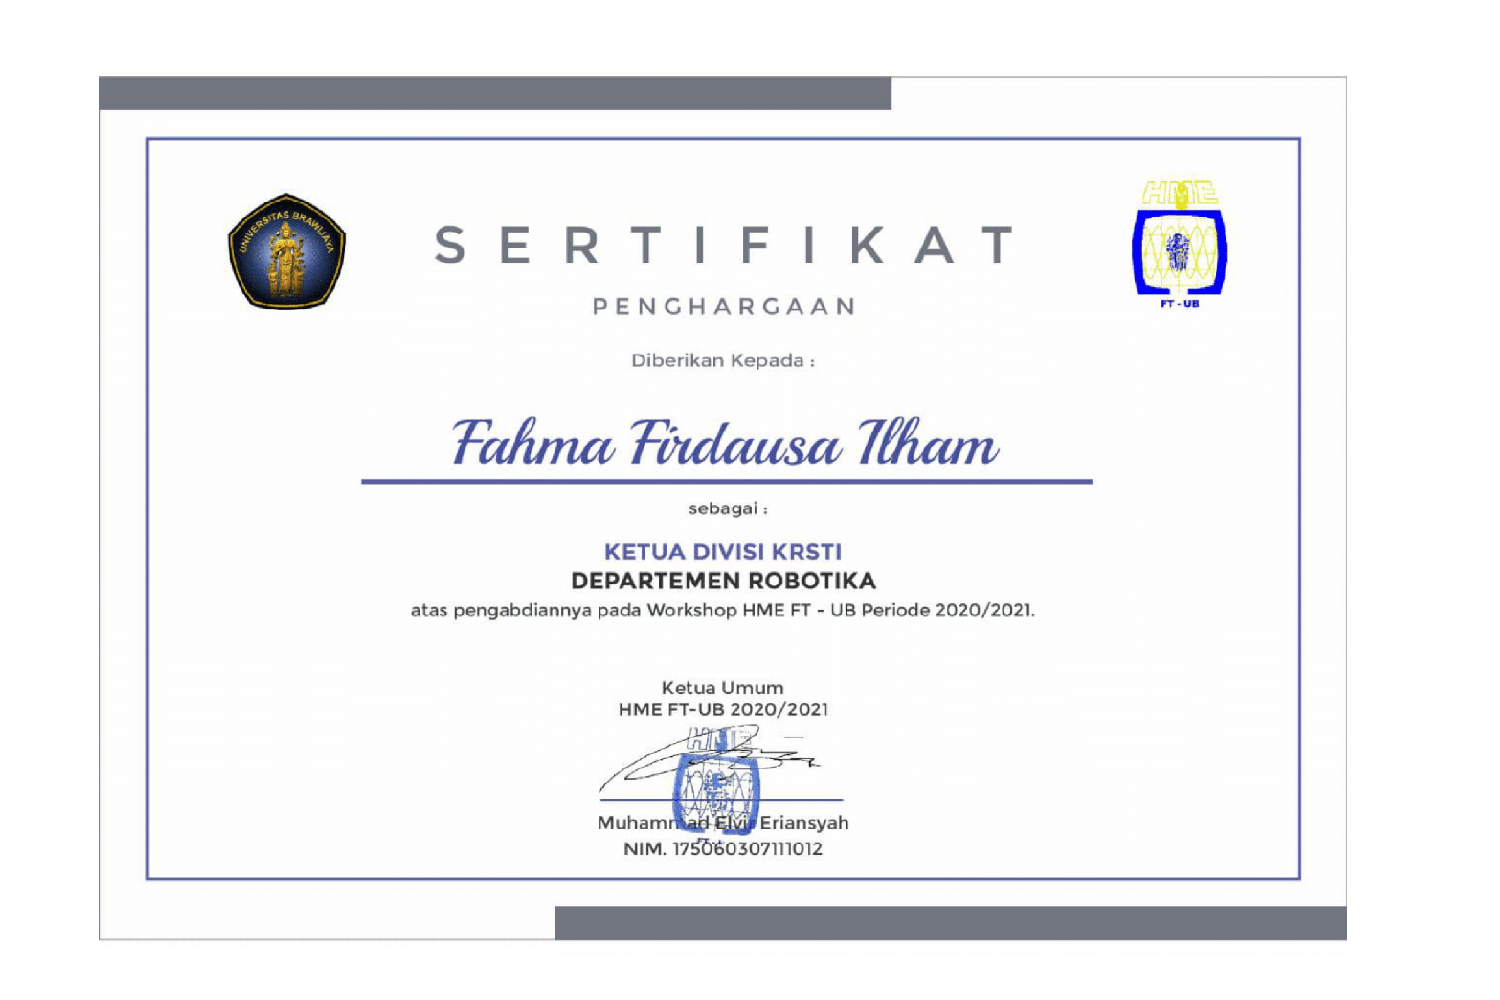 UNIVERSITAS BRAWIJAYA
HME
FT - UB
SERTIFIKAT
PENGHARGAAN
Diberikan Kepada :
Fahma Firdausa Ilham
sebagai :
KETUA DIVISI KRSTI
DEPARTEMEN ROBOTIKA
atas pengabdiannya pada Workshop HME FT - UB Periode 2020/2021.
Ketua Umum
HME FT-UB 2020/2021
HME
Muhammad Elvir Eriansyah
NIM. 175060307111012